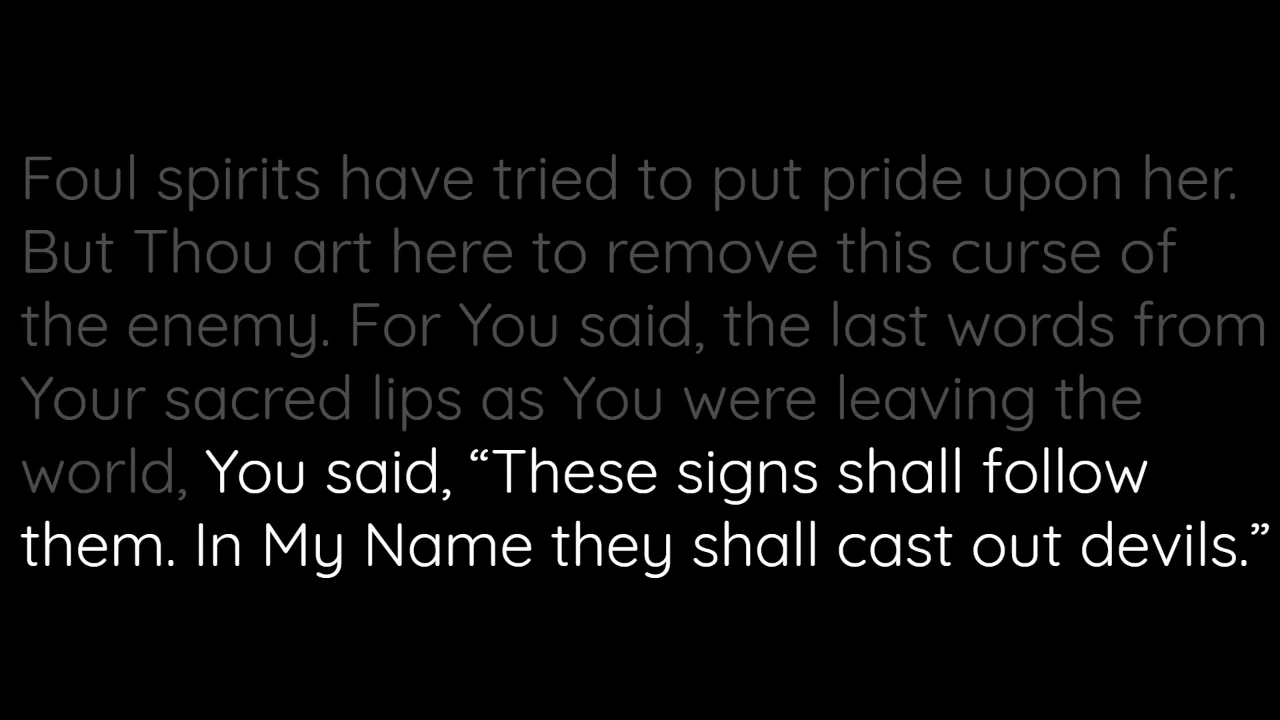 Foul spirits have tried to put pride upon her.
But Thou art here to remove this curse of
the enemy. For You said, the last words from
Your sacred lips as You were leaving the
world, You said, “These signs shall follow
them. In My Name they shall cast out devils.”